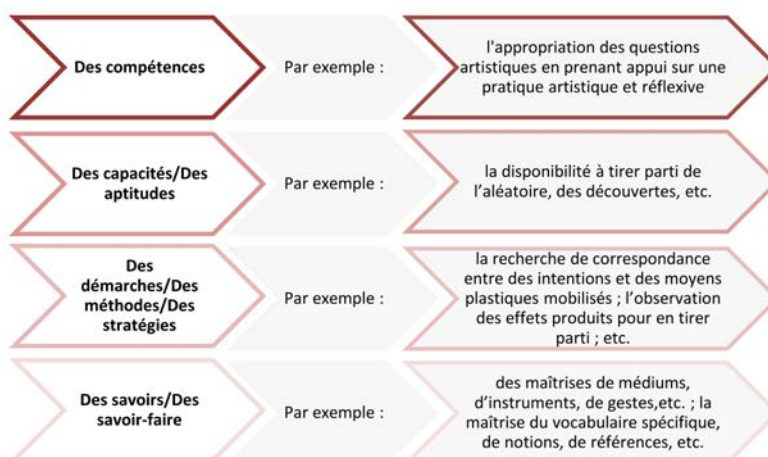 Des compétences
Par exemple :
l'appropriation des questions
artistiques en prenant appui sur une
pratique artistique et réflexive
Des capacités/Des
aptitudes
Par exemple :
la disponibilité à tirer parti de
l’aléatoire, des découvertes, etc.
Des
démarches/Des
méthodes/Des
stratégies
Par exemple :
la recherche de correspondance
entre des intentions et des moyens
plastiques mobilisés ; l’observation
des effets produits pour en tirer
parti ; etc.
Des savoirs/Des
savoir-faire
Par exemple :
des maîtrises de médiums,
d’instruments, de gestes,etc. ; la
maîtrise du vocabulaire spécifique,
de notions, de références, etc.